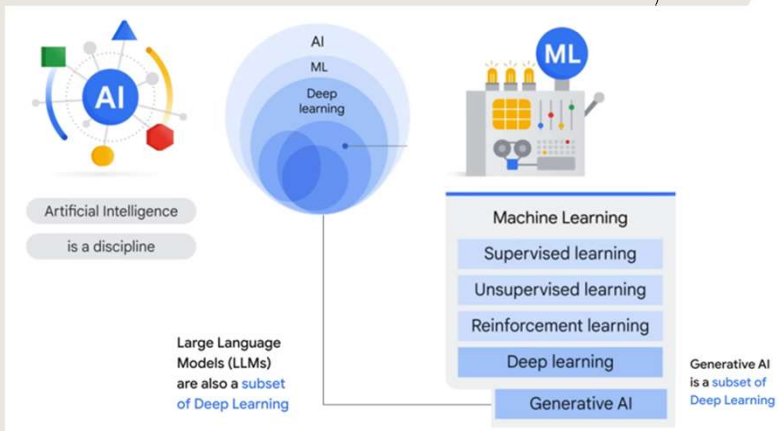 AI
Artificial Intelligence
is a discipline
AI
ML
Deep
learning
Large Language
Models (LLMs)
are also a subset
of Deep Learning
ML
Machine Learning
Supervised learning
Unsupervised learning
Reinforcement learning
Deep learning
Generative AI
Generative AI
is a subset of
Deep Learning